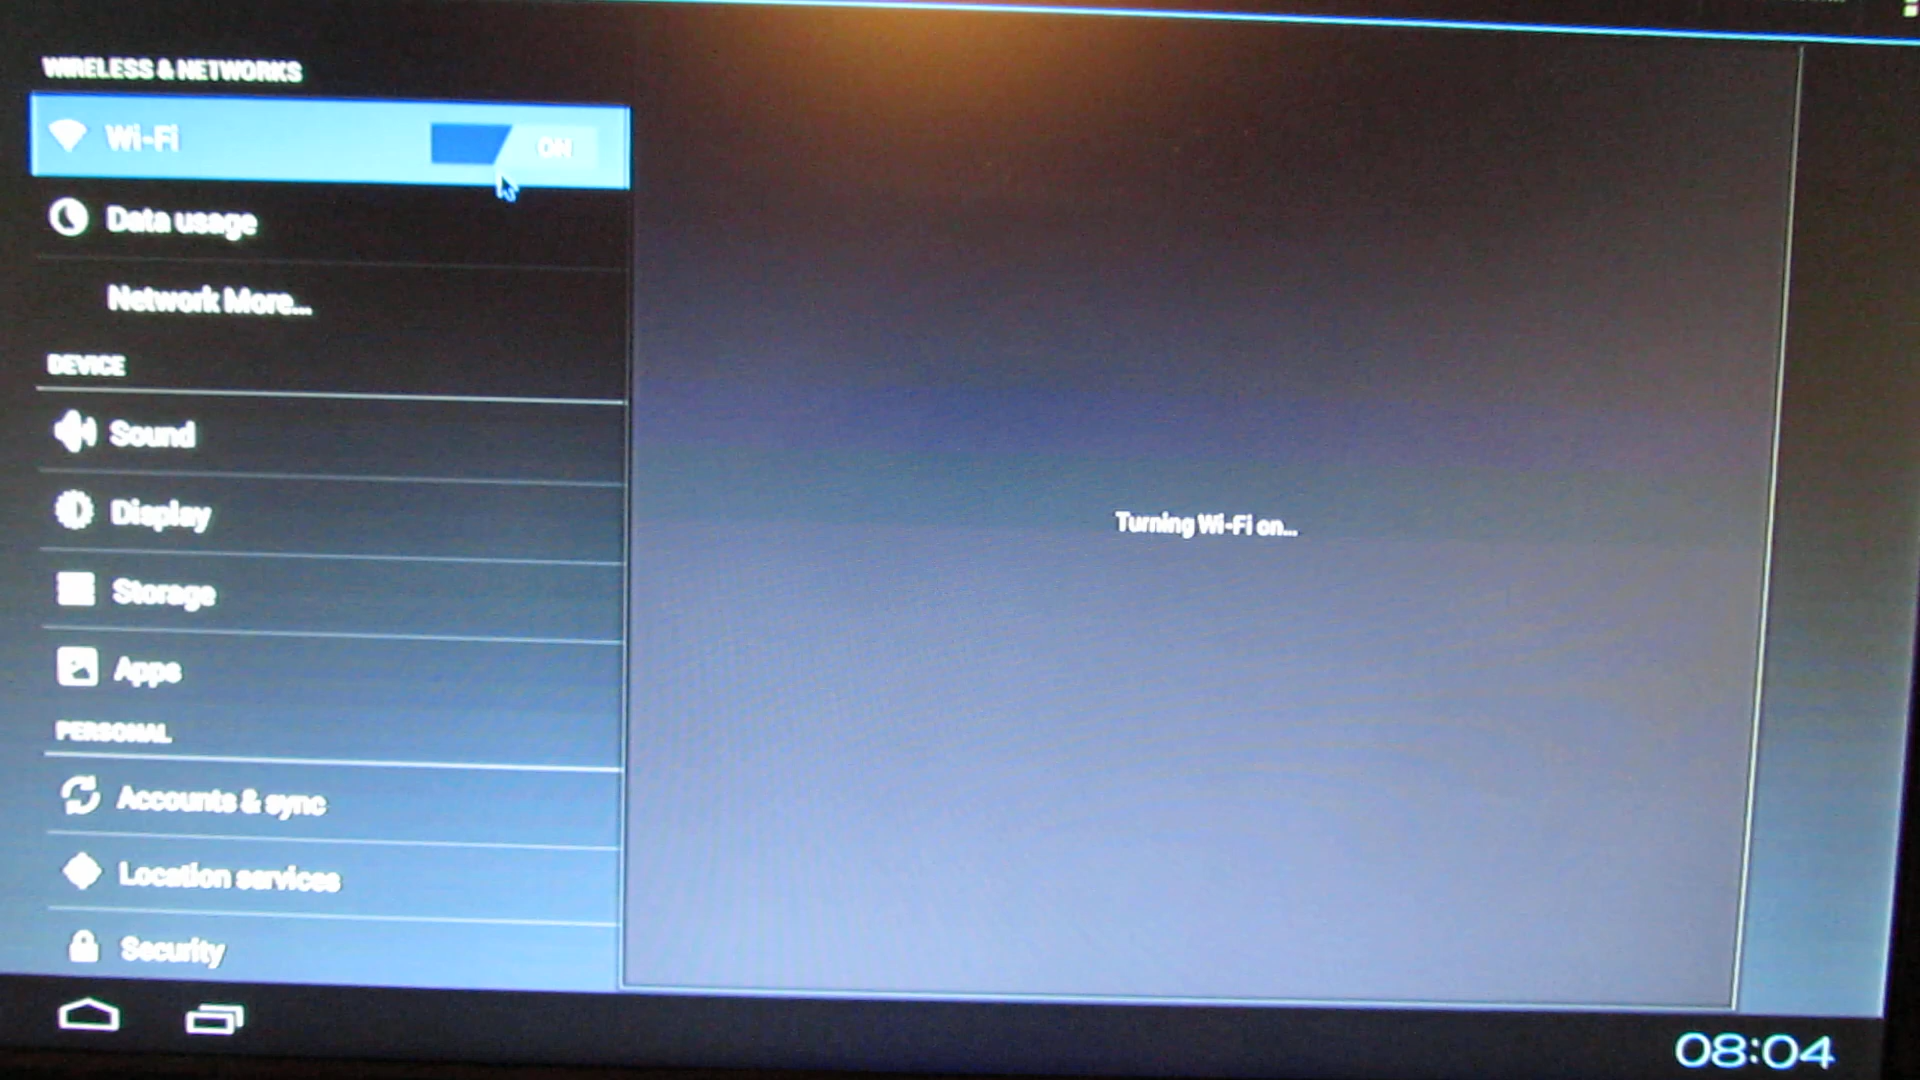 WIRELESS & NETWORKS
Wi-Fi ON
Data usage
Network More...
DEVICE
Sound
Display
Storage
Apps
PERSONAL
Accounts & sync
Location services
Security
Turning Wi-Fi on...
08:04